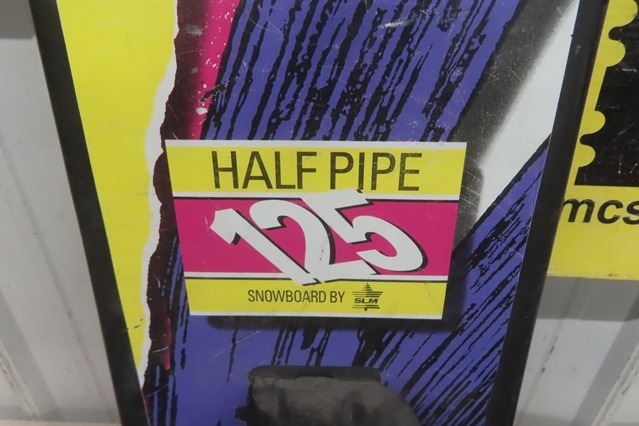 HALF PIPE
125
SNOWBOARD BY SLM
mcs